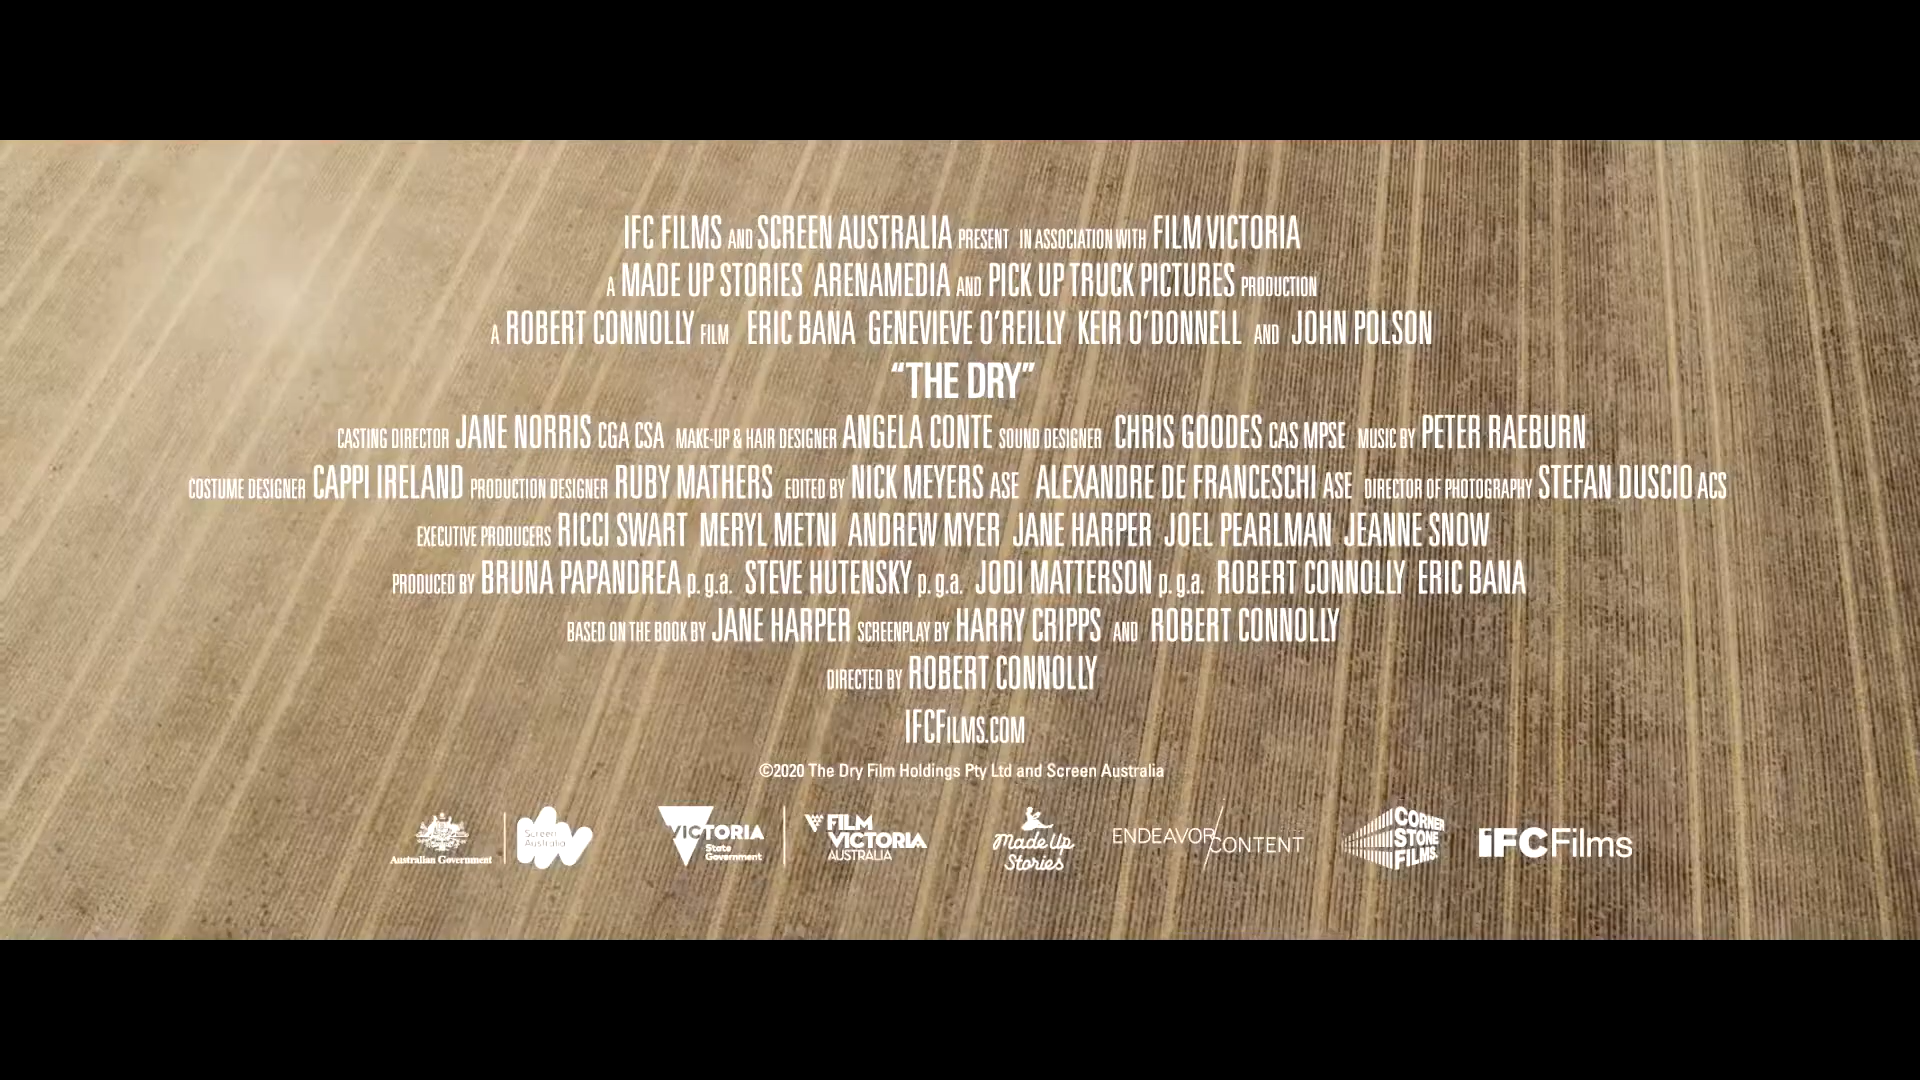 IFC FILMS AND SCREEN AUSTRALIA PRESENT IN ASSOCIATION WITH FILM VICTORIA
A MADE UP STORIES ARENAMEDIA AND PICK UP TRUCK PICTURES PRODUCTION
A ROBERT CONNOLLY FILM ERIC BANA GENEVIEVE O'REILLY KEIR O'DONNELL AND JOHN POLSON
“THE DRY”
CASTING DIRECTOR JANE NORRIS CGA CSA MAKE-UP & HAIR DESIGNER ANGELA CONTE SOUND DESIGNER CHRIS GOODES CAS MPSE MUSIC BY PETER RAEBURN
COSTUME DESIGNER CAPPI IRELAND PRODUCTION DESIGNER RUBY MATHERS EDITED BY NICK MEYERS ASE ALEXANDRE DE FRANCESCHI ASE DIRECTOR OF PHOTOGRAPHY STEFAN DUSCIO ACS
EXECUTIVE PRODUCERS RICCI SWART MERYL METNI ANDREW MYER JANE HARPER JOEL PEARLMAN JEANNE SNOW
PRODUCED BY BRUNA PAPANDREA p.g.a. STEVE HUTENSKY p.g.a. JODI MATTERSON p.g.a. ROBERT CONNOLLY ERIC BANA
BASED ON THE BOOK BY JANE HARPER SCREENPLAY BY HARRY CRIPPS AND ROBERT CONNOLLY
DIRECTED BY ROBERT CONNOLLY
IFCFILMS.COM
©2020 The Dry Film Holdings Pty Ltd and Screen Australia
Australian Government
Screen
Australia
VICTORIA
State
Government
FILM
VICTORIA
AUSTRALIA
Made Up
Stories
ENDEAVOR CONTENT
CORNER
STONE
FILMS
IFC Films